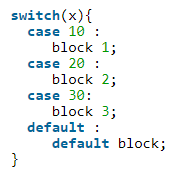 switch(x){
case 10 :
block 1;
case 20 :
block 2;
case 30:
block 3;
default :
default block;
}